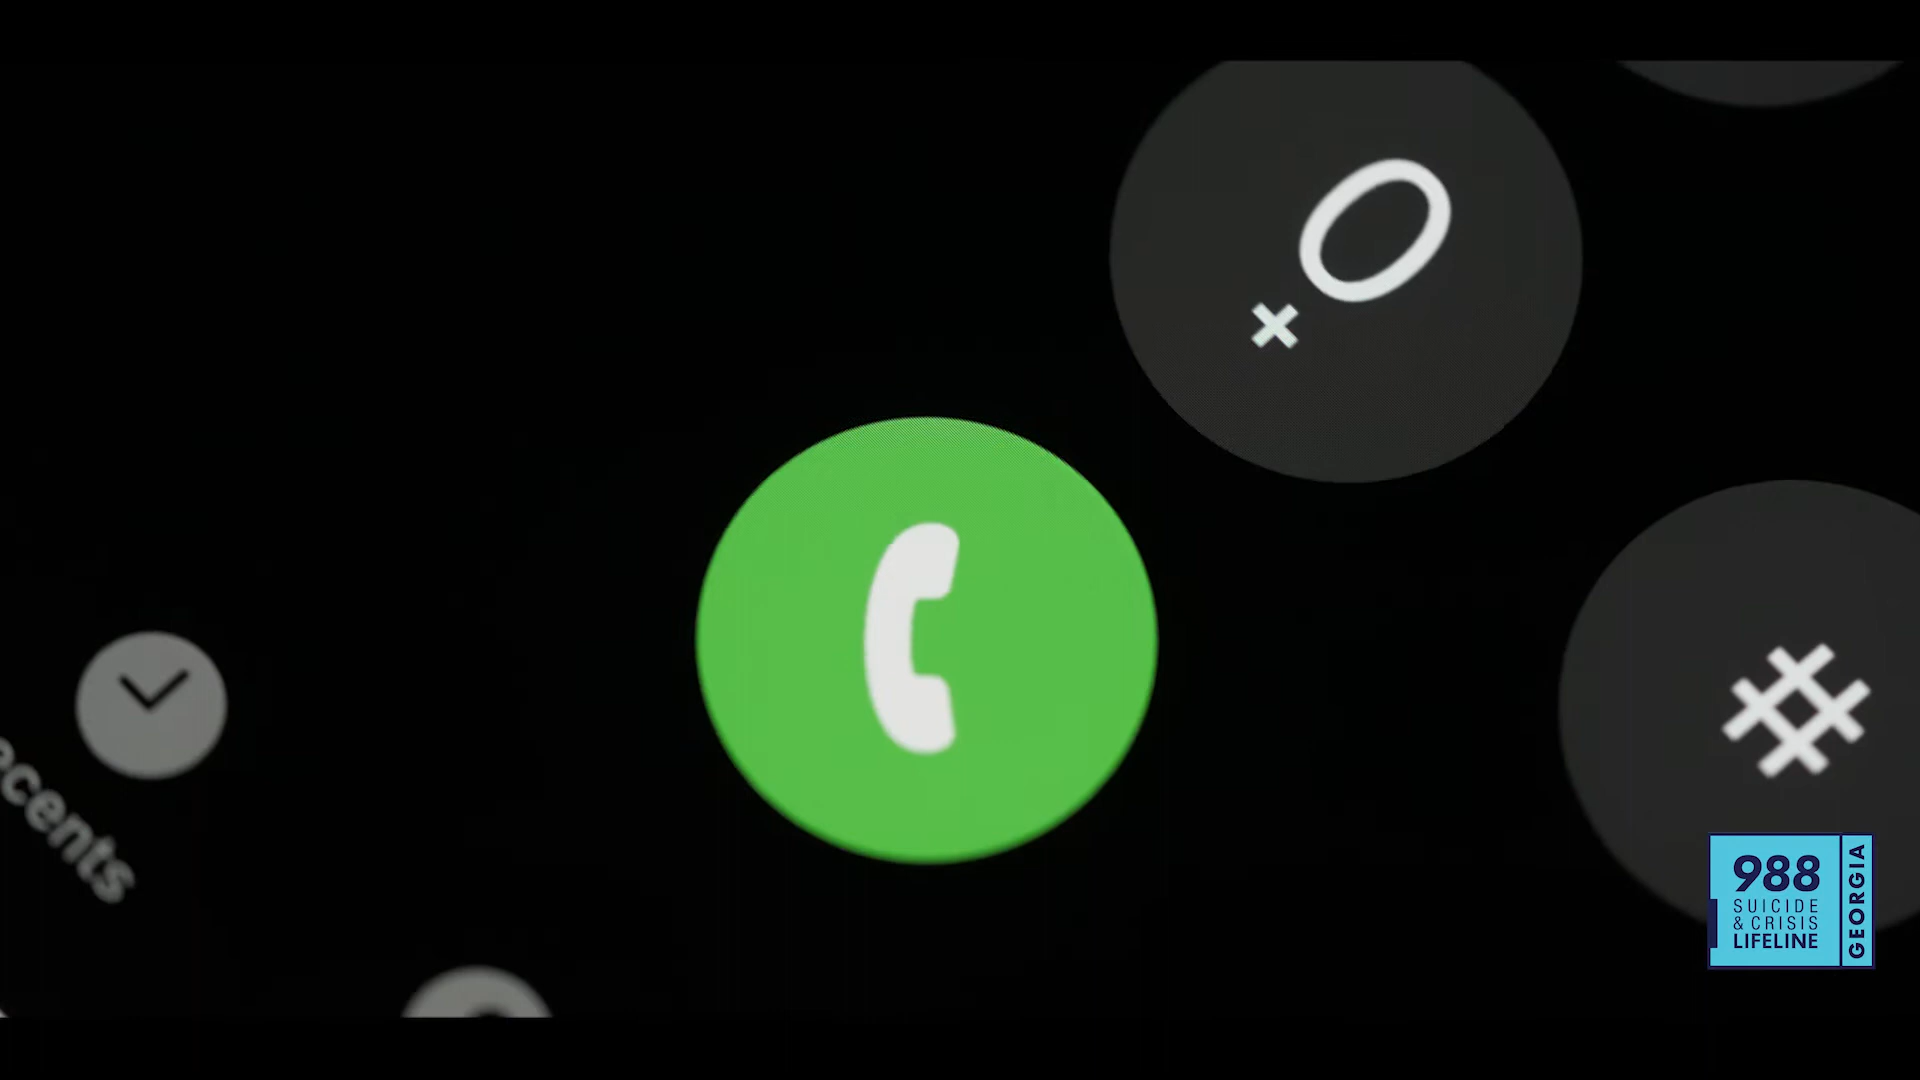 0
+
#
ecents
988
SUICIDE
& CRISIS
LIFELINE
GEORGIA